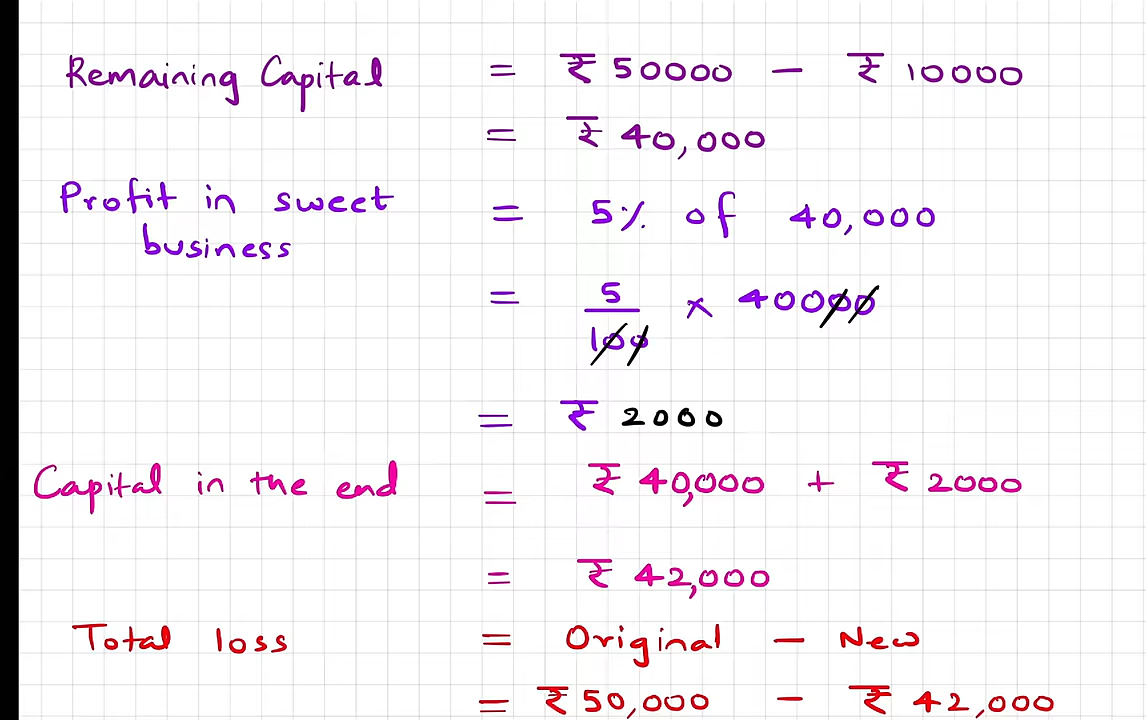 Remaining Capital = ₹ 50000 - ₹ 10000
= ₹ 40,000
Profit in sweet business = 5% of 40,000
= 5/100 × 40000
= ₹ 2000
Capital in the end = ₹ 40,000 + ₹ 2000
= ₹ 42,000
Total loss = Original - New
= ₹ 50,000 - ₹ 42,000